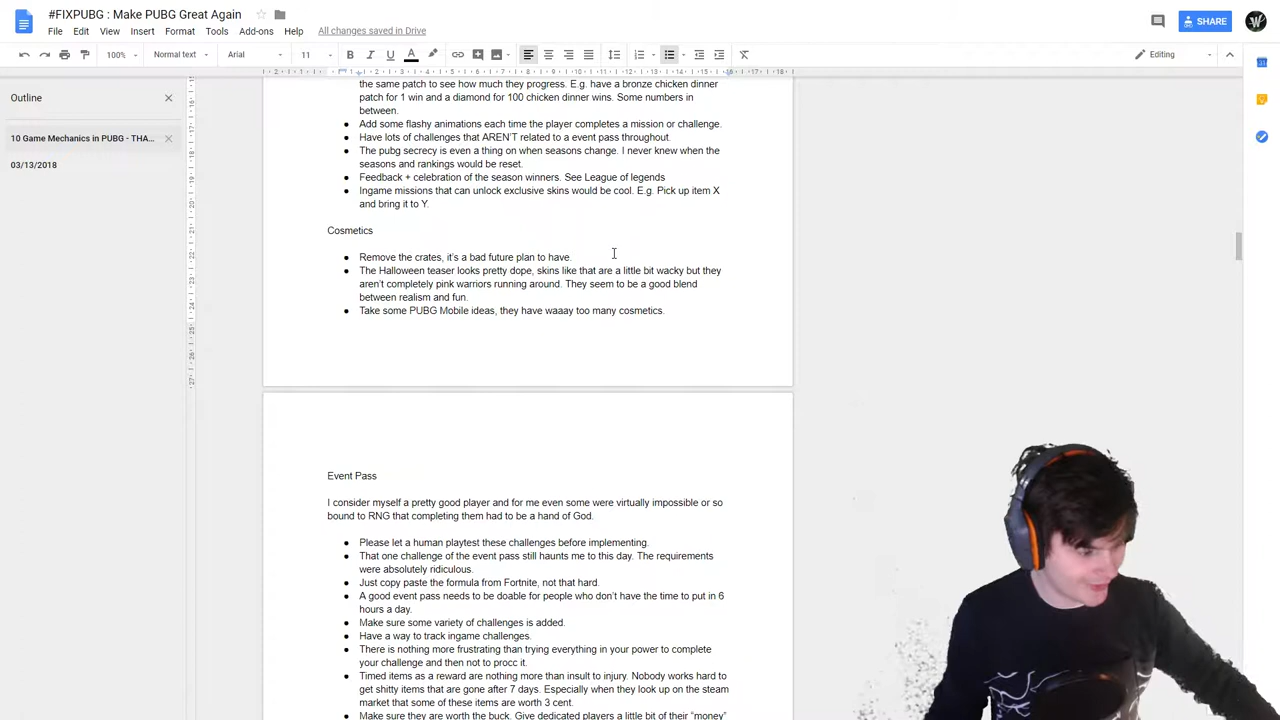 #FIXPUBG : Make PUBG Great Again
File Edit View Insert Format Tools Add-ons Help All changes saved in Drive
SHARE
100% Normal text Arial 11 B I U A Editing
Outline
10 Game Mechanics in PUBG - THA...
03/13/2018
the same patch to see how much they progress. E.g. have a bronze chicken dinner
patch for 1 win and a diamond for 100 chicken dinner wins. Some numbers in
between.
● Add some flashy animations each time the player completes a mission or challenge.
● Have lots of challenges that AREN'T related to a event pass throughout.
● The pubg secrecy is even a thing on when seasons change. I never knew when the
seasons and rankings would be reset.
● Feedback + celebration of the season winners. See League of legends
● Ingame missions that can unlock exclusive skins would be cool. E.g. Pick up item X
and bring it to Y.
Cosmetics
● Remove the crates, it's a bad future plan to have.
● The Halloween teaser looks pretty dope, skins like that are a little bit wacky but they
aren't completely pink warriors running around. They seem to be a good blend
between realism and fun.
● Take some PUBG Mobile ideas, they have waaay too many cosmetics.
Event Pass
I consider myself a pretty good player and for me even some were virtually impossible or so
bound to RNG that completing them had to be a hand of God.
● Please let a human playtest these challenges before implementing.
● That one challenge of the event pass still haunts me to this day. The requirements
were absolutely ridiculous.
● Just copy paste the formula from Fortnite, not that hard.
● A good event pass needs to be doable for people who don't have the time to put in 6
hours a day.
● Make sure some variety of challenges is added.
● Have a way to track ingame challenges.
● There is nothing more frustrating than trying everything in your power to complete
your challenge and then not to procc it.
● Timed items as a reward are nothing more than insult to injury. Nobody works hard to
get shitty items that are gone after 7 days. Especially when they look up on the steam
market that some of these items are worth 3 cent.
● Make sure they are worth the buck. Give dedicated players a little bit of their "money"